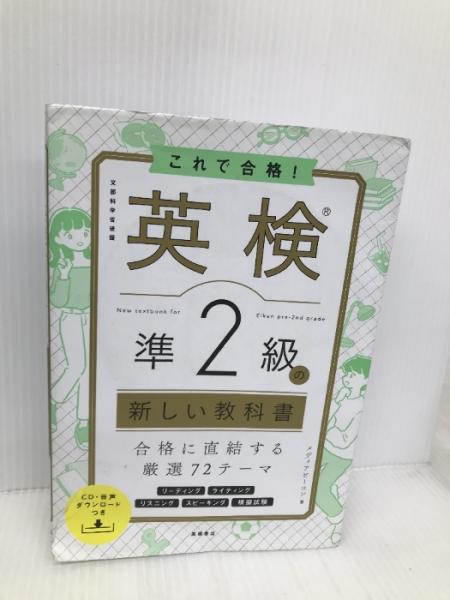 これで合格!
文部科学省後援
英検®
New textbook for
Eiken pre-2nd grade
準2級の
新しい教科書
合格に直結する
厳選72テーマ
メディアビーコン 著
リーディング ライティング
リスニング スピーキング 模擬試験
CD・音声
ダウンロード
つき
高橋書店